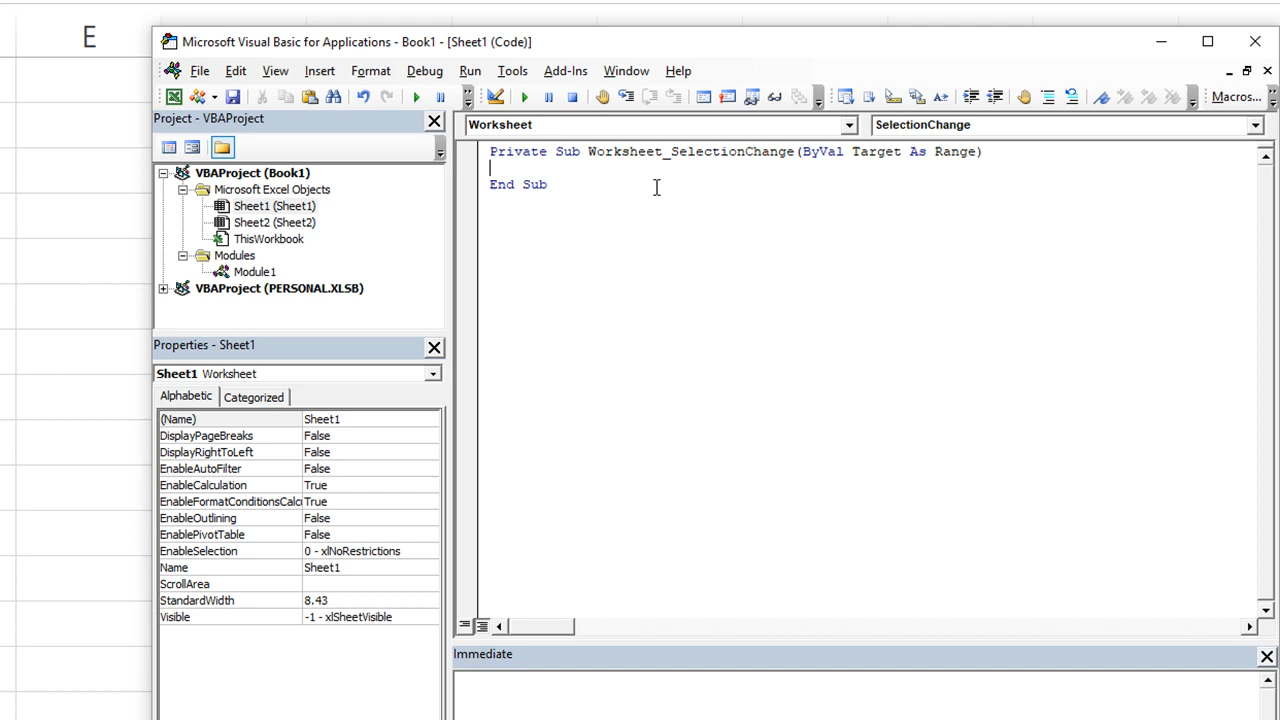 E
Microsoft Visual Basic for Applications - Book1 - [Sheet1 (Code)]
File Edit View Insert Format Debug Run Tools Add-Ins Window Help
Macros...
Project - VBAProject
Worksheet SelectionChange
Private Sub Worksheet_SelectionChange(ByVal Target As Range)
End Sub
VBAProject (Book1)
Microsoft Excel Objects
Sheet1 (Sheet1)
Sheet2 (Sheet2)
ThisWorkbook
Modules
Module1
VBAProject (PERSONAL.XLSB)
Properties - Sheet1
Sheet1 Worksheet
Alphabetic Categorized
(Name) Sheet1
DisplayPageBreaks False
DisplayRightToLeft False
EnableAutoFilter False
EnableCalculation True
EnableFormatConditionsCalcu True
EnableOutlining False
EnablePivotTable False
EnableSelection 0 - xlNoRestrictions
Name Sheet1
ScrollArea
StandardWidth 8.43
Visible -1 - xlSheetVisible
Immediate